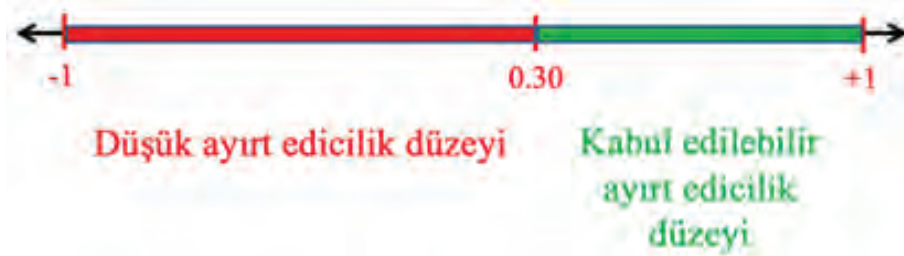 -1 0.30 +1
Düşük ayırt edicilik düzeyi
Kabul edilebilir
ayırt edicilik
düzeyi